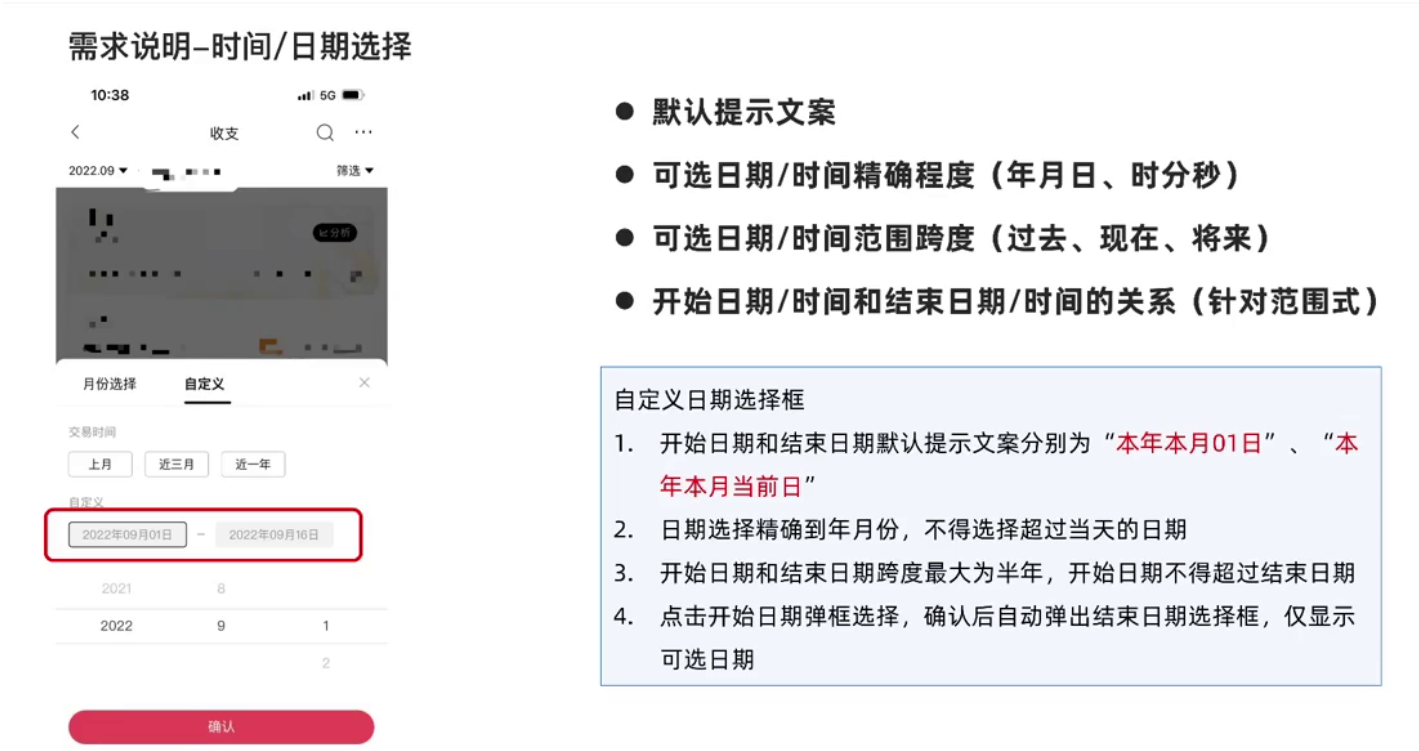 需求说明–时间/日期选择
10:38
5G
收支
2022.09
筛选
分析
月份选择
自定义
交易时间
上月
近三月
近一年
自定义
2022年09月01日 – 2022年09月16日
2021 8
2022 9 1
2
确认
● 默认提示文案
● 可选日期/时间精确程度（年月日、时分秒）
● 可选日期/时间范围跨度（过去、现在、将来）
● 开始日期/时间和结束日期/时间的关系（针对范围式）
自定义日期选择框
1. 开始日期和结束日期默认提示文案分别为“本年本月01日”、“本
年本月当前日”
2. 日期选择精确到年月份，不得选择超过当天的日期
3. 开始日期和结束日期跨度最大为半年，开始日期不得超过结束日期
4. 点击开始日期弹框选择，确认后自动弹出结束日期选择框，仅显示
可选日期